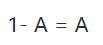 1- A = A